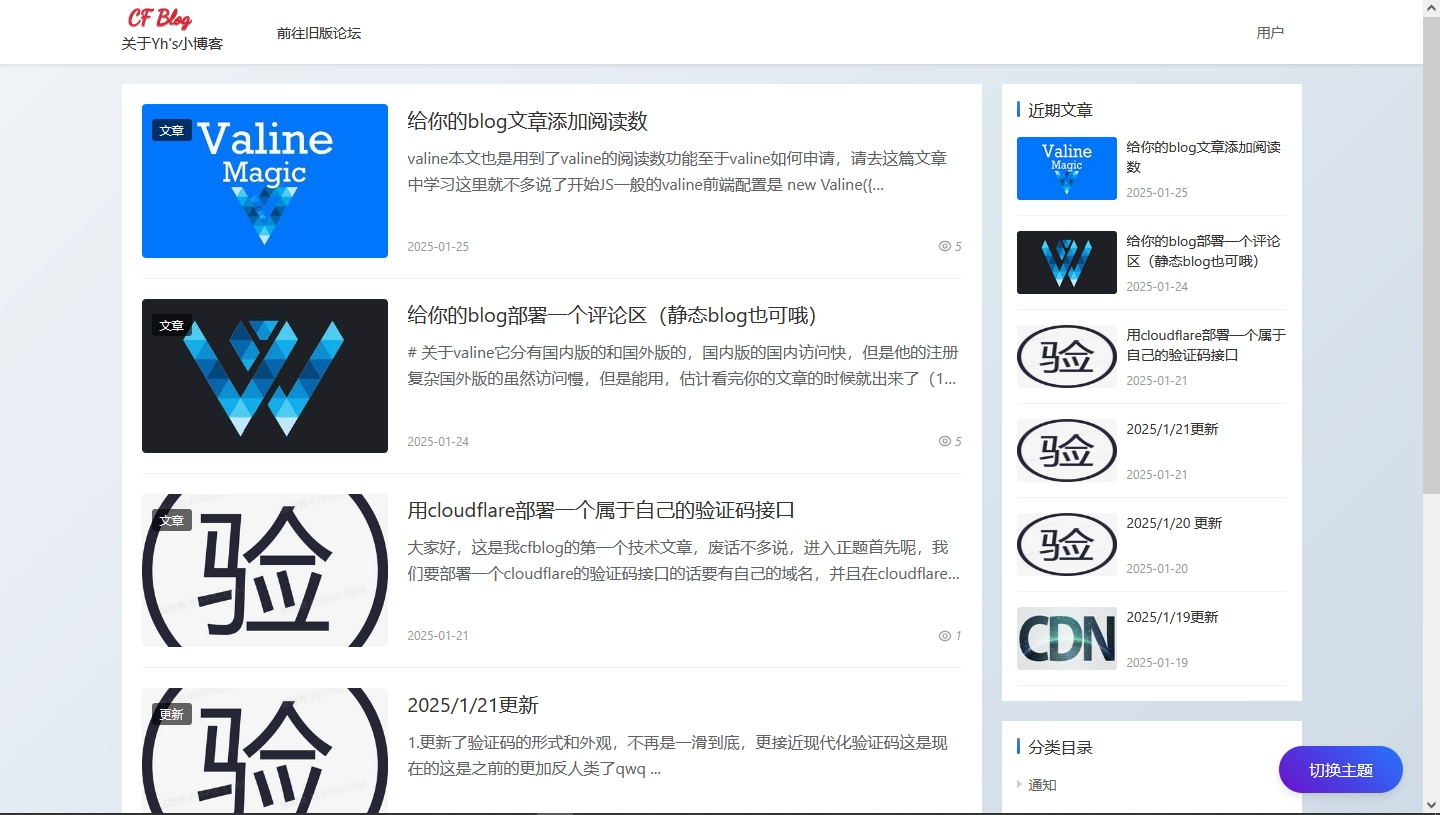 CF Blog
关于Yh's小博客
前往旧版论坛
用户
文章
Valine
Magic
给你的blog文章添加阅读数
valine本文也是用到了valine的阅读数功能至于valine如何申请，请去这篇文章
中学习这里就不多说了开始JS一般的valine前端配置是 new Valine({...
2025-01-25
5
文章
给你的blog部署一个评论区（静态blog也可哦）
# 关于valine它分有国内版的和国外版的，国内版的国内访问快，但是他的注册
复杂国外版的虽然访问慢，但是能用，估计看完你的文章的时候就出来了（1...
2025-01-24
5
文章
验
用cloudflare部署一个属于自己的验证码接口
大家好，这是我cfblog的第一个技术文章，废话不多说，进入正题首先呢，我
们要部署一个cloudflare的验证码接口的话要有自己的域名，并且在cloudflare...
2025-01-21
1
更新
验
2025/1/21更新
1.更新了验证码的形式和外观，不再是一滑到底，更接近现代化验证码这是现
在的这是之前的更加反人类了qwq ...
近期文章
Valine
Magic
给你的blog文章添加阅读
数
2025-01-25
给你的blog部署一个评论
区（静态blog也可哦）
2025-01-24
验
用cloudflare部署一个属于
自己的验证码接口
2025-01-21
验
2025/1/21更新
2025-01-21
验
2025/1/20 更新
2025-01-20
CDN
2025/1/19更新
2025-01-19
分类目录
通知
切换主题